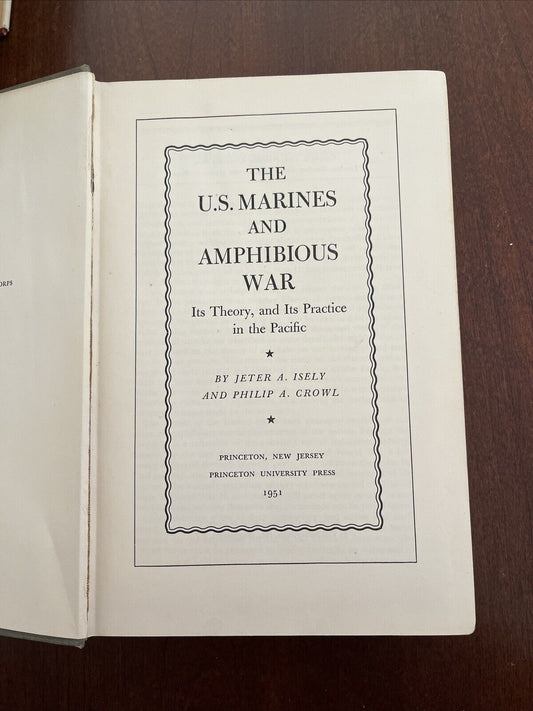 ORPS
THE
U.S. MARINES
AND
AMPHIBIOUS
WAR
Its Theory, and Its Practice
in the Pacific
BY JETER A. ISELY
AND PHILIP A. CROWL
PRINCETON, NEW JERSEY
PRINCETON UNIVERSITY PRESS
1951